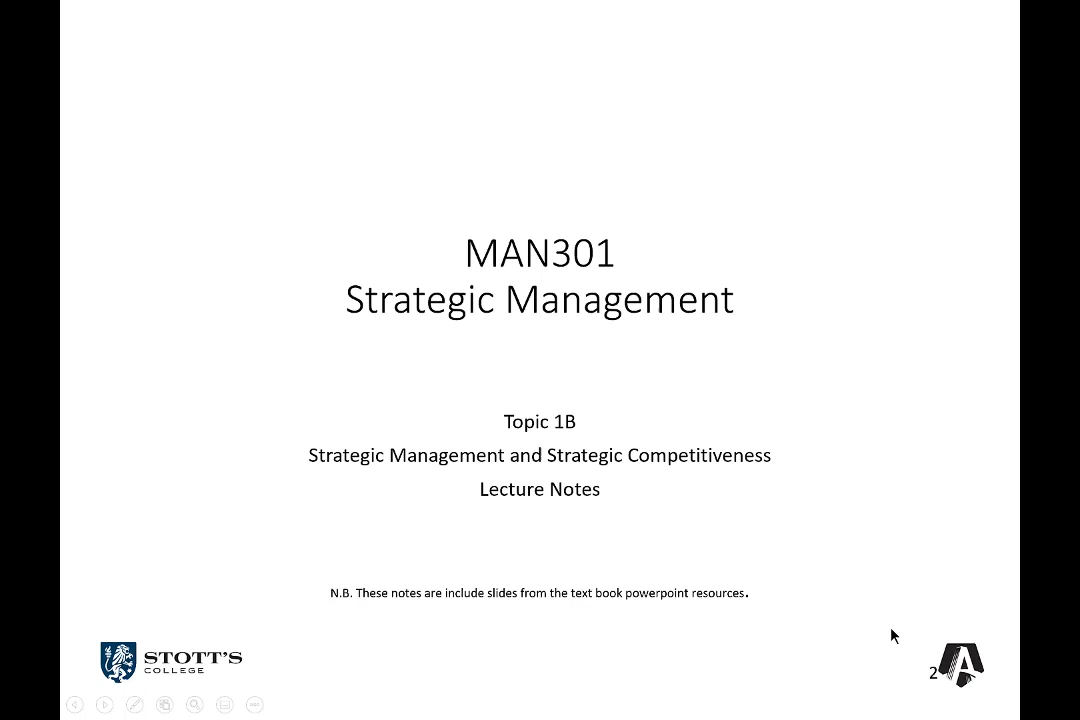 MAN301
Strategic Management
Topic 1B
Strategic Management and Strategic Competitiveness
Lecture Notes
N.B. These notes are include slides from the text book powerpoint resources.
STOTT'S
COLLEGE
2
A